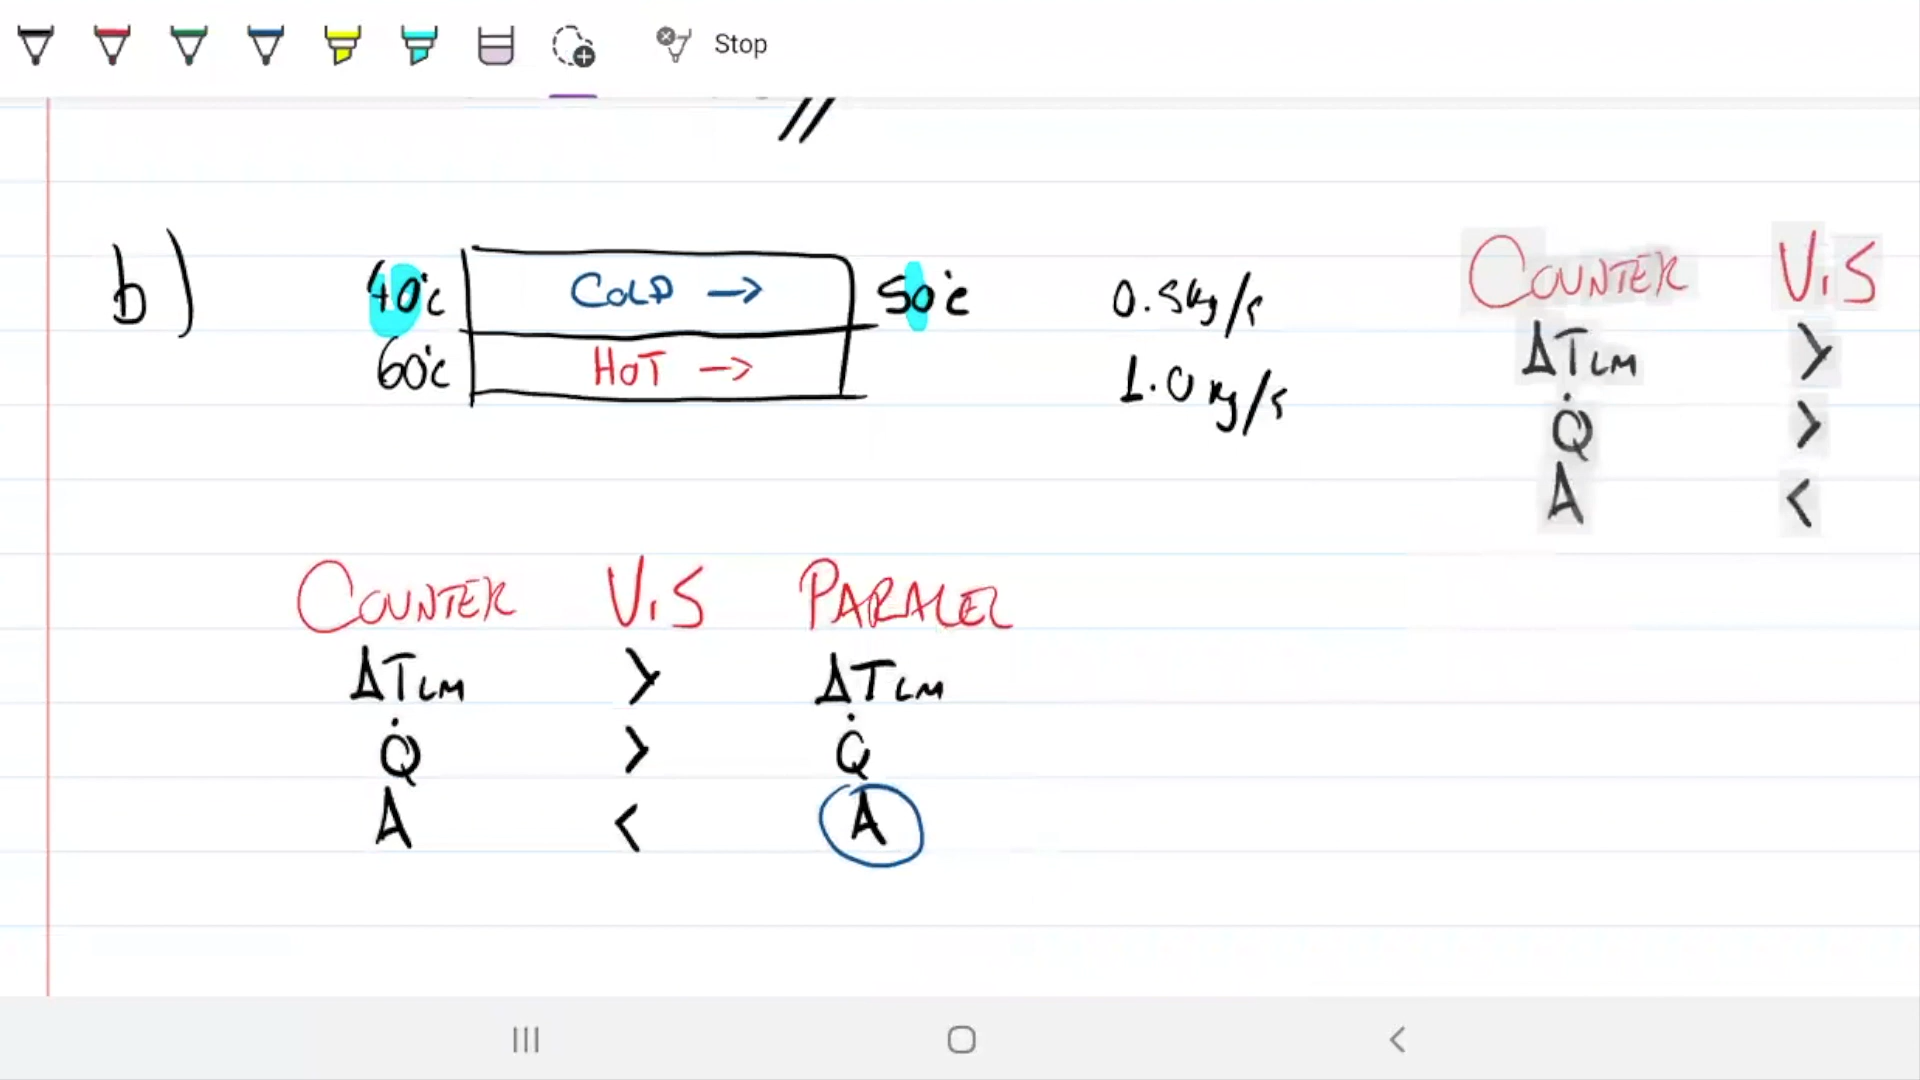 Stop
b) 40°C COLD → 50°C 0.5kg/s
60°C HOT → 1.0kg/s
COUNTER V.S
ΔTLM >
Q̇ >
A <
COUNTER V.S PARALEL
ΔTLM > ΔTLM
Q̇ > Q̇
A < A